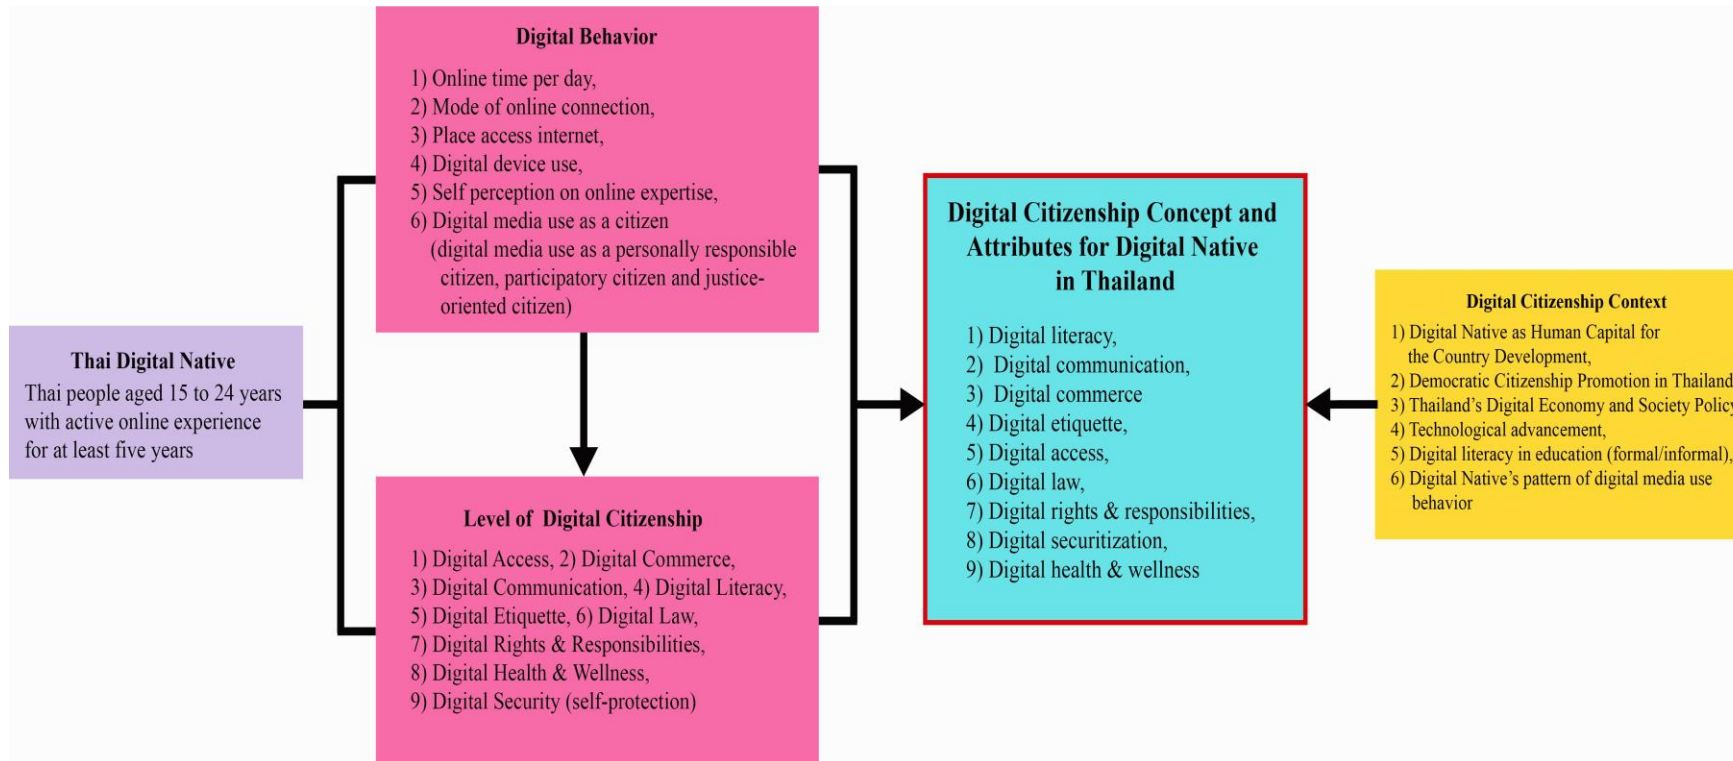 Thai Digital Native
Thai people aged 15 to 24 years
with active online experience
for at least five years
Digital Behavior
1) Online time per day,
2) Mode of online connection,
3) Place access internet,
4) Digital device use,
5) Self perception on online expertise,
6) Digital media use as a citizen
(digital media use as a personally responsible
citizen, participatory citizen and justice-
oriented citizen)
Level of Digital Citizenship
1) Digital Access, 2) Digital Commerce,
3) Digital Communication, 4) Digital Literacy,
5) Digital Etiquette, 6) Digital Law,
7) Digital Rights & Responsibilities,
8) Digital Health & Wellness,
9) Digital Security (self-protection)
Digital Citizenship Concept and
Attributes for Digital Native
in Thailand
1) Digital literacy,
2) Digital communication,
3) Digital commerce
4) Digital etiquette,
5) Digital access,
6) Digital law,
7) Digital rights & responsibilities,
8) Digital securitization,
9) Digital health & wellness
Digital Citizenship Context
1) Digital Native as Human Capital for
the Country Development,
2) Democratic Citizenship Promotion in Thailand
3) Thailand's Digital Economy and Society Policy
4) Technological advancement,
5) Digital literacy in education (formal/informal),
6) Digital Native's pattern of digital media use
behavior